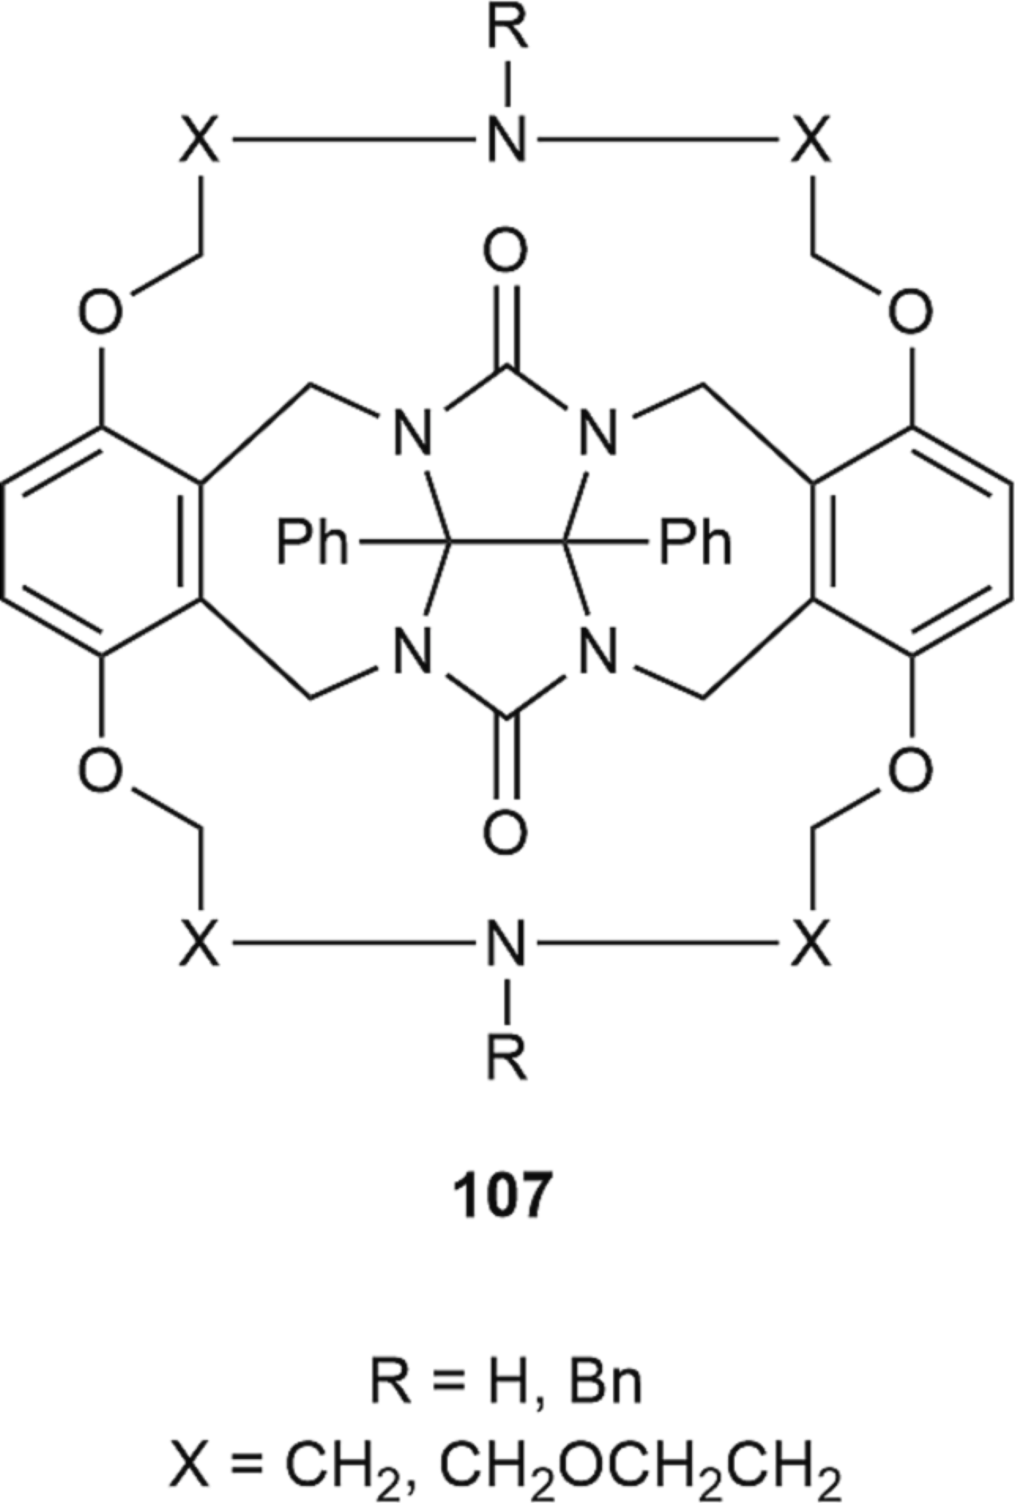 R
X N X
O
O O
N N
Ph Ph
N N
O O
O
X N X
R
107
R = H, Bn
X = CH₂, CH₂OCH₂CH₂